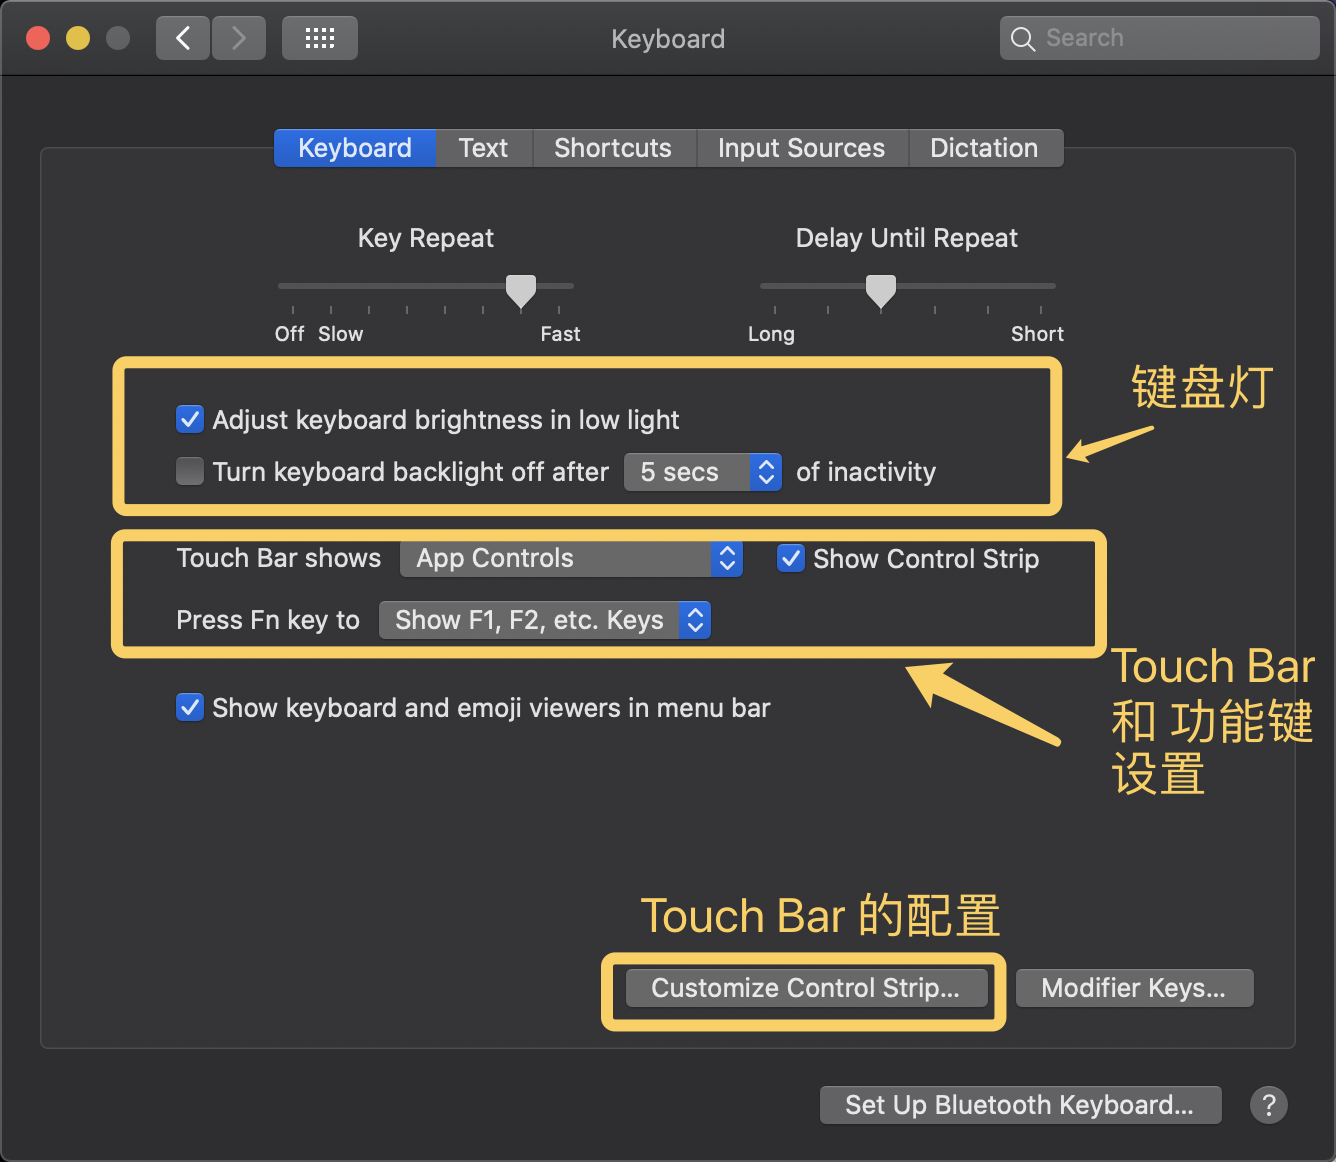 Keyboard
Search
Keyboard Text Shortcuts Input Sources Dictation
Key Repeat
Delay Until Repeat
Off Slow Fast
Long Short
键盘灯
Adjust keyboard brightness in low light
Turn keyboard backlight off after 5 secs of inactivity
Touch Bar shows App Controls Show Control Strip
Press Fn key to Show F1, F2, etc. Keys
Touch Bar
和 功能键
设置
Show keyboard and emoji viewers in menu bar
Touch Bar 的配置
Customize Control Strip... Modifier Keys...
Set Up Bluetooth Keyboard... ?